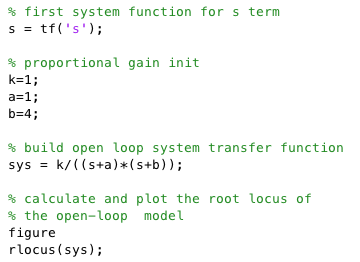 % first system function for s term
s = tf('s');
% proportional gain init
k=1;
a=1;
b=4;
% build open loop system transfer function
sys = k/((s+a)*(s+b));
% calculate and plot the root locus of
% the open-loop  model
figure
rlocus(sys);